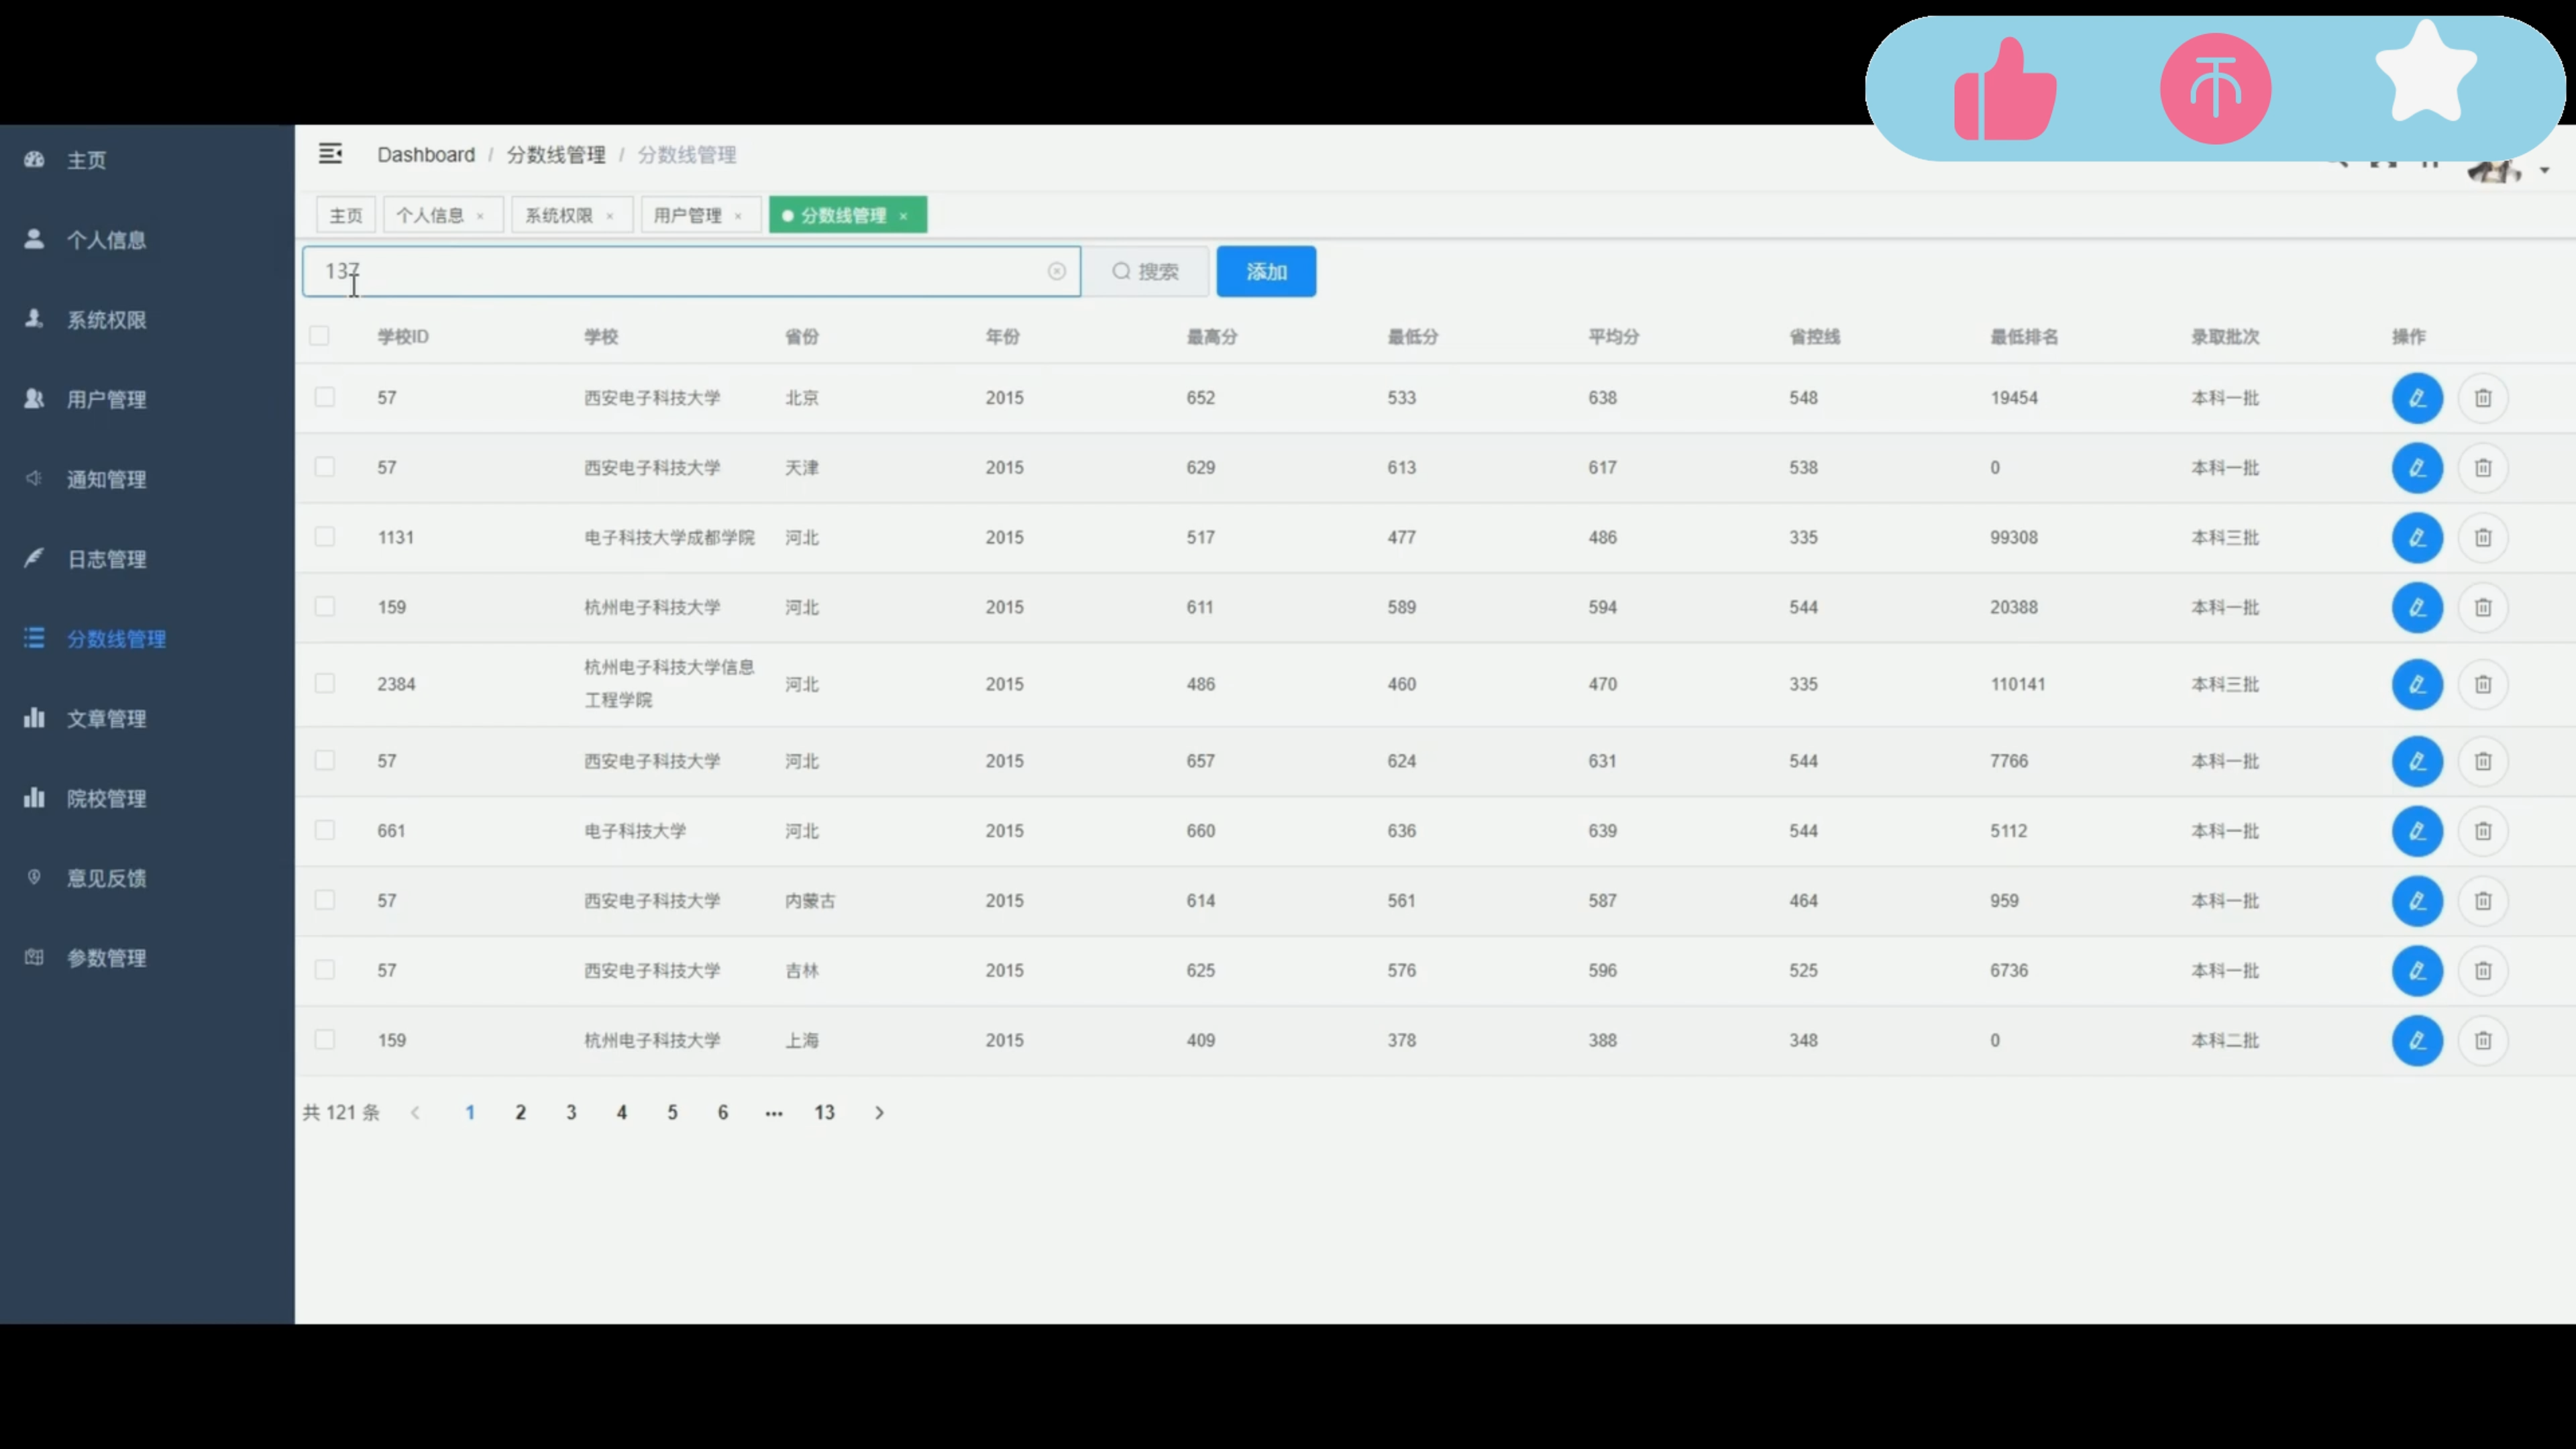 主页
个人信息
系统权限
用户管理
通知管理
日志管理
分数线管理
文章管理
院校管理
意见反馈
参数管理
Dashboard / 分数线管理 / 分数线管理
主页 个人信息 × 系统权限 × 用户管理 × 分数线管理 ×
137 搜索 添加
学校ID 学校 省份 年份 最高分 最低分 平均分 省控线 最低排名 录取批次 操作
57 西安电子科技大学 北京 2015 652 533 638 548 19454 本科一批
57 西安电子科技大学 天津 2015 629 613 617 538 0 本科一批
1131 电子科技大学成都学院 河北 2015 517 477 486 335 99308 本科三批
159 杭州电子科技大学 河北 2015 611 589 594 544 20388 本科一批
杭州电子科技大学信息
2384 工程学院 河北 2015 486 460 470 335 110141 本科三批
57 西安电子科技大学 河北 2015 657 624 631 544 7766 本科一批
661 电子科技大学 河北 2015 660 636 639 544 5112 本科一批
57 西安电子科技大学 内蒙古 2015 614 561 587 464 959 本科一批
57 西安电子科技大学 吉林 2015 625 576 596 525 6736 本科一批
159 杭州电子科技大学 上海 2015 409 378 388 348 0 本科二批
共 121 条 1 2 3 4 5 6 ... 13